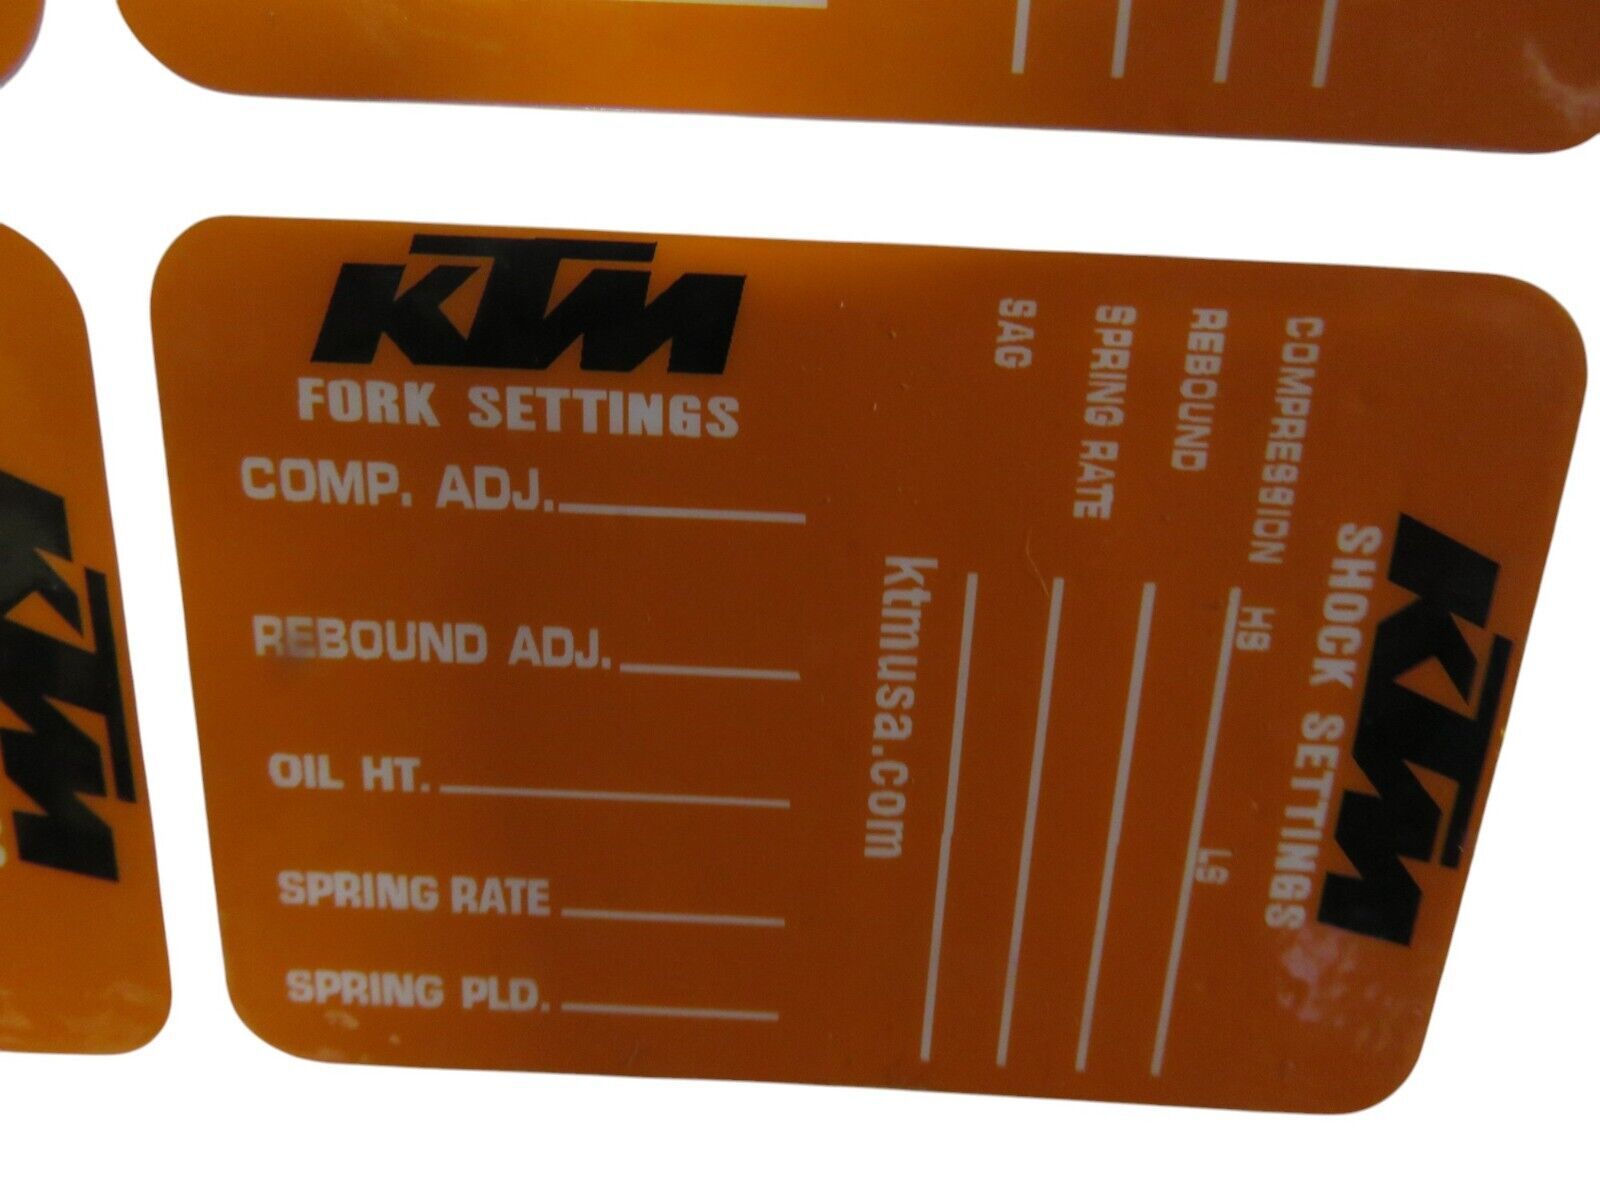 KTM
FORK SETTINGS
COMP. ADJ.
REBOUND ADJ.
OIL HT.
SPRING RATE
SPRING PLD.
ktmusa.com
KTM
SHOCK SETTINGS
COMPRESSION HS LS
REBOUND
SPRING RATE
SAG
KTM